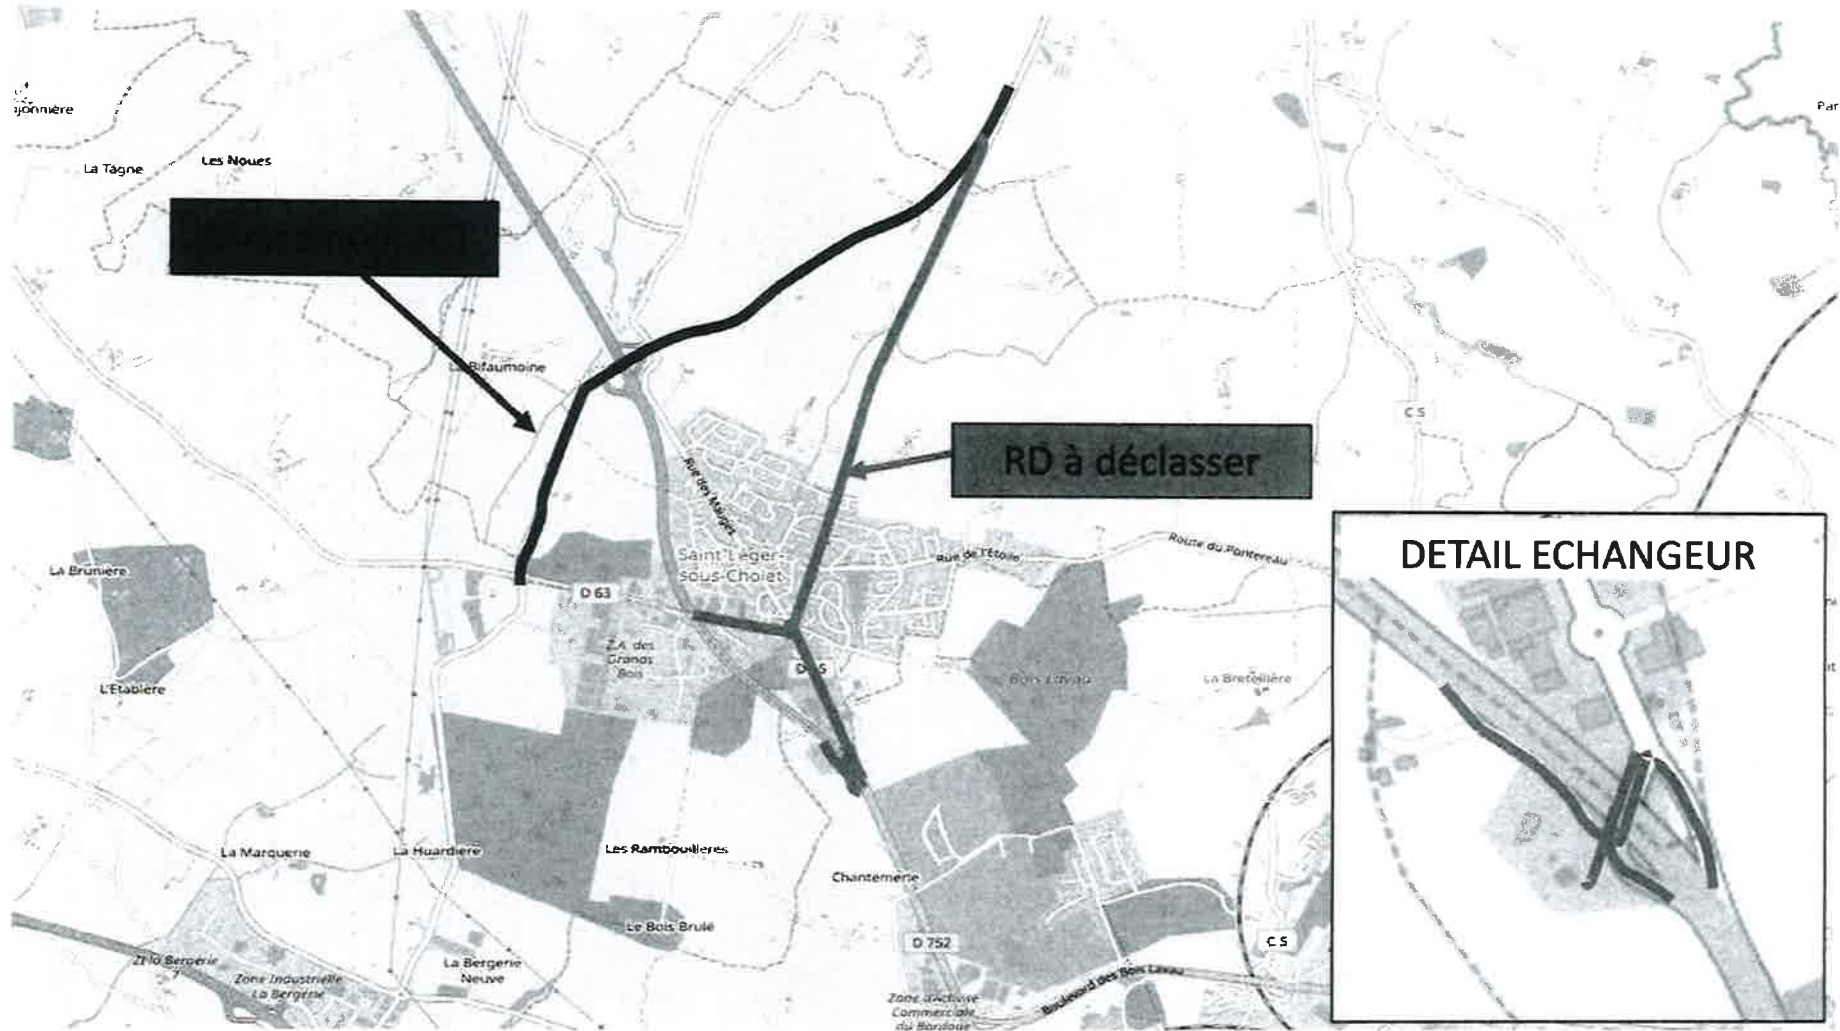 Par
La Tagne
Les Noues
La Bifaumoine
C 5
RD à déclasser
Rue des Mauges
Saint-Léger-
sous-Cholet
Rue de l'Étoile
Route du Pontereau
DETAIL ECHANGEUR
La Brunière
D 63
Z.A. des
Grands
Bois
L'Etablère
Bois Lavau
La Bretellière
La Marquerie
La Huardière
Les Rambouillères
Chantemerle
Le Bois Brulé
D 752
C 5
ZI la Bergerie
Zone Industrielle
La Bergerie
La Bergerie
Neuve
Boulevard des Bois Lavau
Zone d'Activité
Commerciale
du Bordage